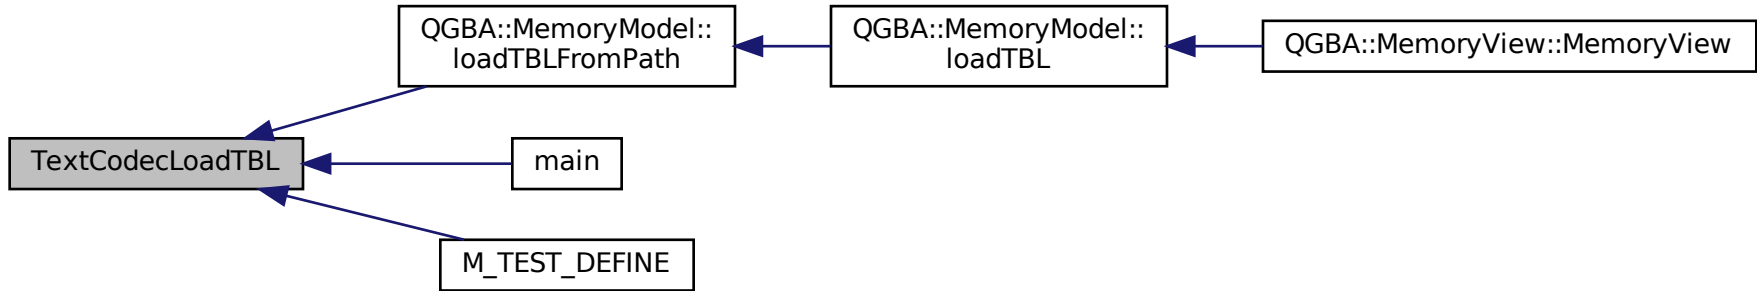 QGBA::MemoryModel::
loadTBLFromPath
QGBA::MemoryModel::
loadTBL
QGBA::MemoryView::MemoryView
TextCodecLoadTBL
main
M_TEST_DEFINE